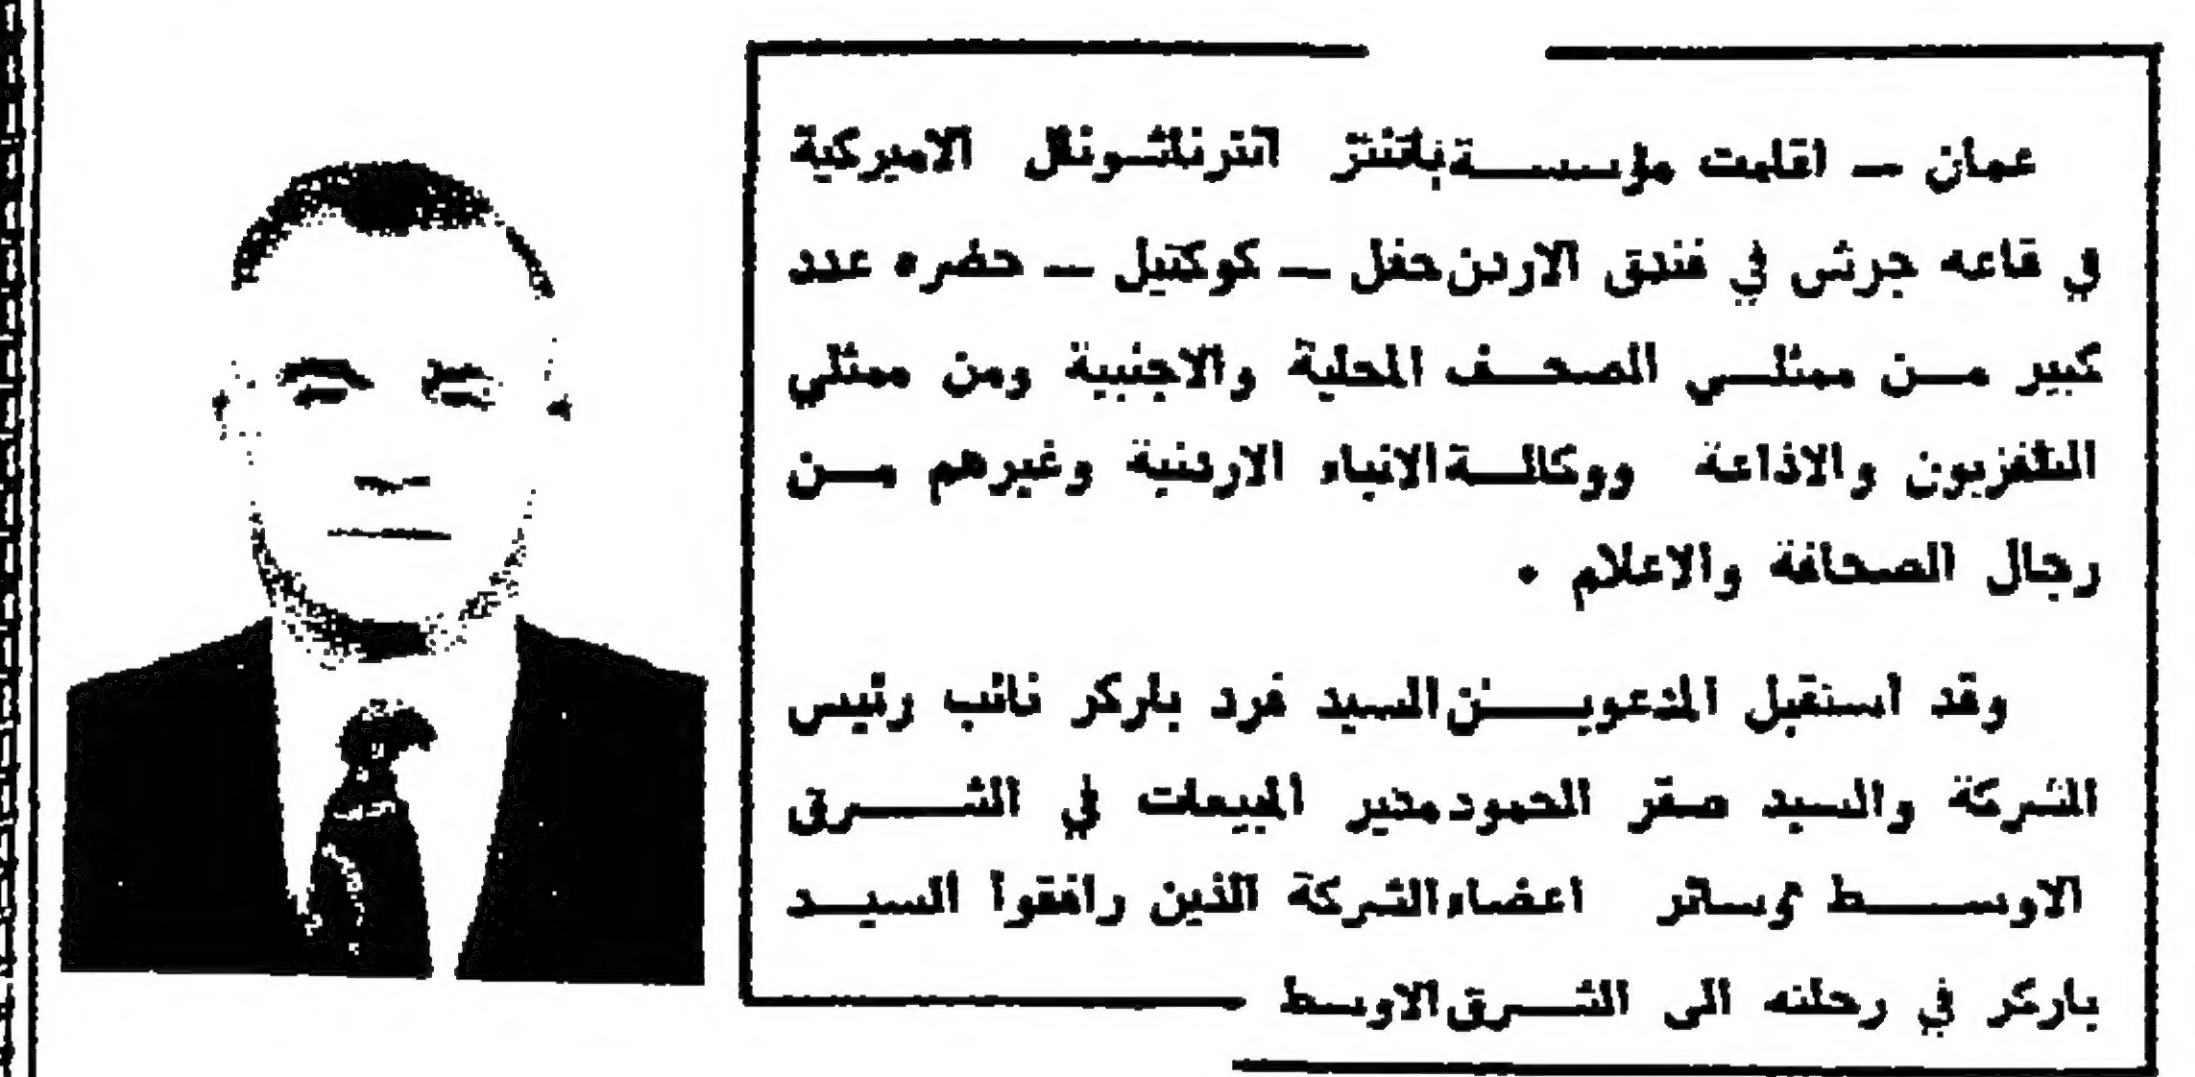 عمان — اقامت مؤسسة باتنتز انترناشونال الاميركية
في قاعه جرش في فندق الاردن حفل — كوكتيل — حضره عدد
كبير من ممثلي الصحف المحلية والاجنبية ومن ممثلي
التلفزيون والاذاعة ووكالة الانباء الاردنية وغيرهم من
رجال الصحافة والاعلام .
وقد استقبل المدعوين السيد فرد باركر نائب رئيس
الشركة والسيد صقر الحمود مدير المبيعات في الشرق
الاوسط وسائر اعضاء الشركة الذين رافقوا السيد
باركر في رحلته الى الشرق الاوسط